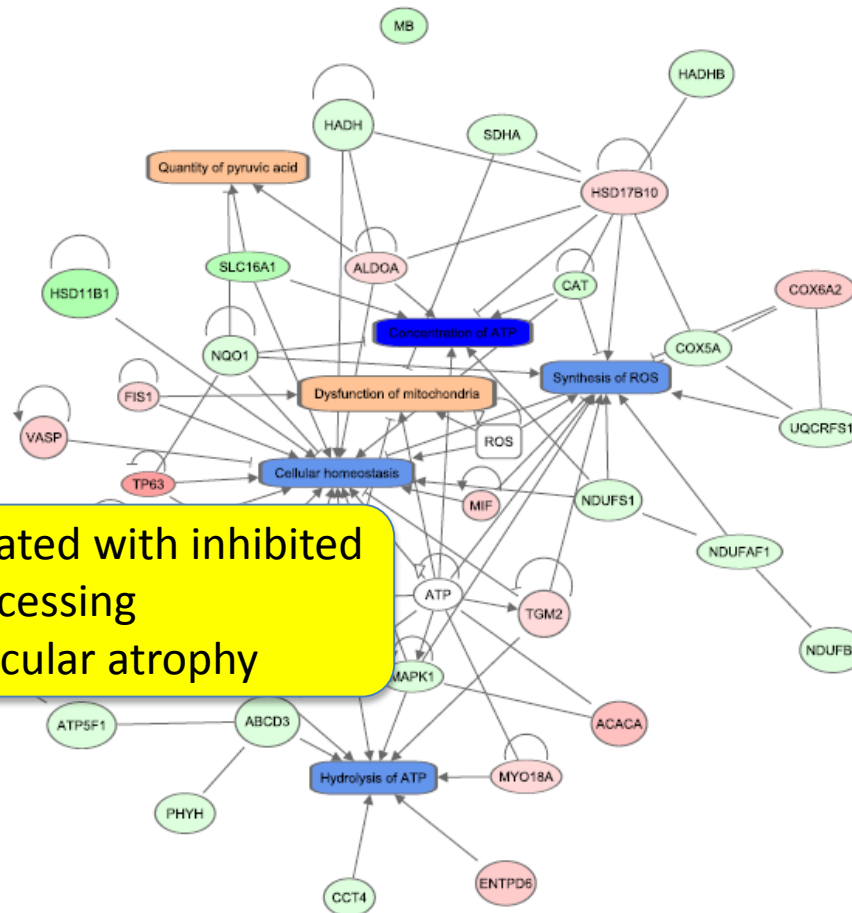 MB
HADHB
HADH
SDHA
Quantity of pyruvic acid
HSD17B10
SLC16A1
ALDOA
HSD11B1
CAT
COX6A2
Concentration of ATP
NQO1
COX5A
Synthesis of ROS
Dysfunction of mitochondria
FIS1
UQCRFS1
VASP
ROS
Cellular homeostasis
TP63
MIF
NDUFS1
ated with inhibited
cessing
cular atrophy
NDUFAF1
ATP
TGM2
NDUFB
MAPK1
ATP5F1
ABCD3
ACACA
Hydrolysis of ATP
MYO18A
PHYH
CCT4
ENTPD6